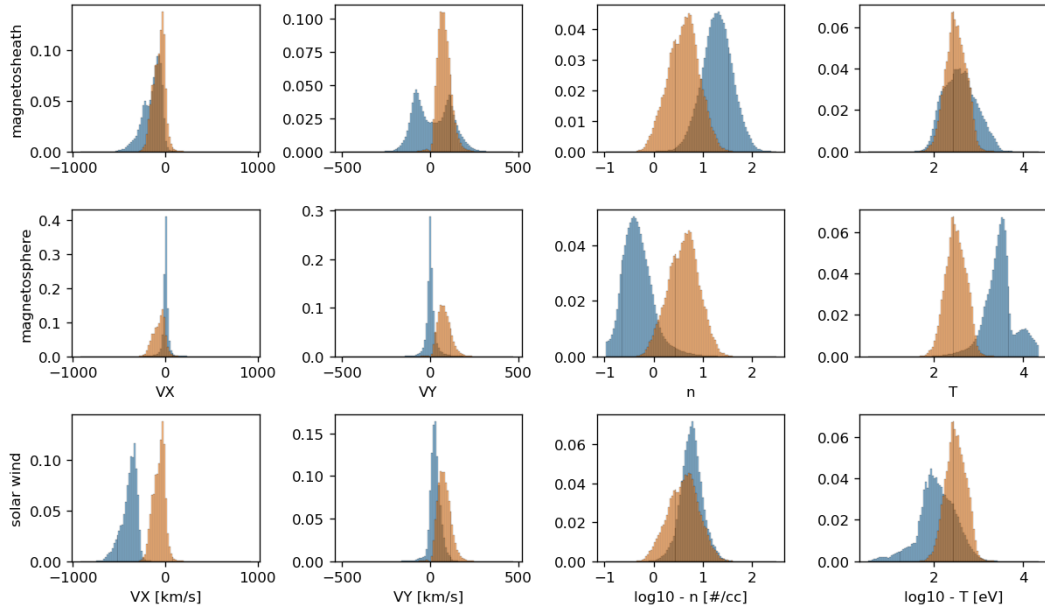 magnetosheath
0.15
0.10
0.05
0.00
−1000 0 1000
0.100
0.075
0.050
0.025
0.000
−500 0 500
0.04
0.03
0.02
0.01
0.00
−1 0 1 2
0.06
0.04
0.02
0.00
2 4
magnetosphere
0.4
0.3
0.2
0.1
0.0
−1000 0 1000
VX
0.3
0.2
0.1
0.0
−500 0 500
VY
0.04
0.02
0.00
−1 0 1 2
n
0.06
0.04
0.02
0.00
2 4
T
solar wind
0.10
0.05
0.00
−1000 0 1000
VX [km/s]
0.15
0.10
0.05
0.00
−500 0 500
VY [km/s]
0.06
0.04
0.02
0.00
−1 0 1 2
log10 - n [#/cc]
0.06
0.04
0.02
0.00
2 4
log10 - T [eV]